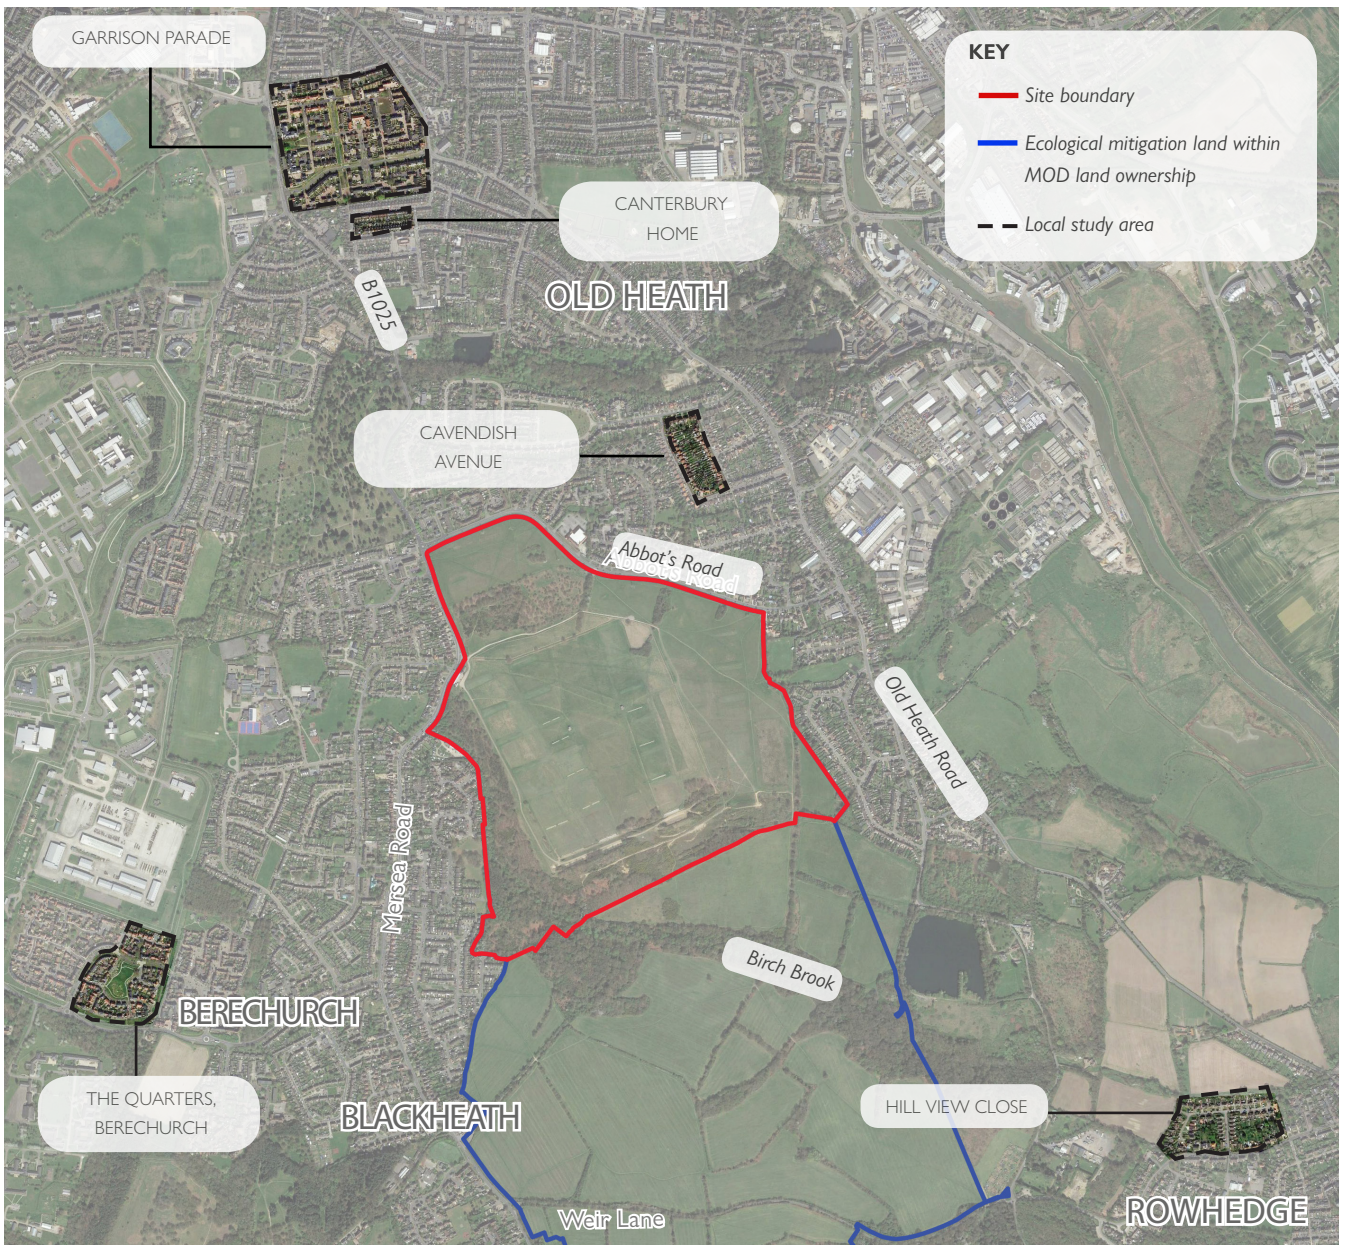 GARRISON PARADE
KEY
Site boundary
Ecological mitigation land within
MOD land ownership
Local study area
CANTERBURY
HOME
B1025
OLD HEATH
CAVENDISH
AVENUE
Abbot's Road
Abbot's Road
Old Heath Road
Mersea Road
Birch Brook
BERECHURCH
THE QUARTERS,
BERECHURCH
BLACKHEATH
HILL VIEW CLOSE
Weir Lane
ROWHEDGE